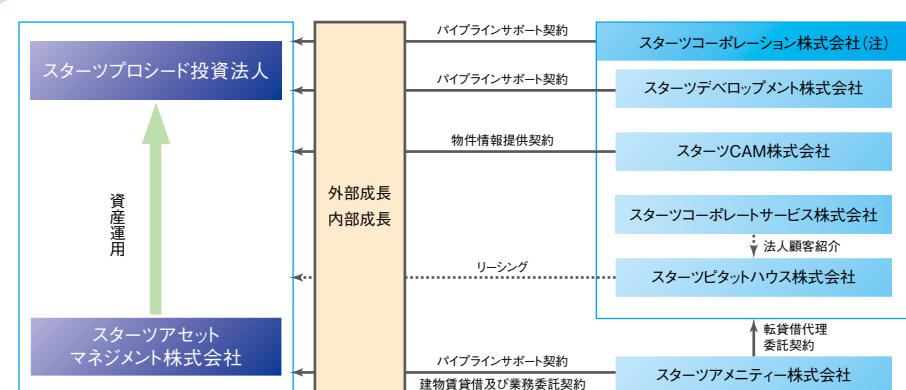 パイプラインサポート契約
スターツコーポレーション株式会社(注)
スターツプロシード投資法人
パイプラインサポート契約
スターツデベロップメント株式会社
物件情報提供契約
スターツCAM株式会社
資産運用
外部成長
内部成長
スターツコーポレートサービス株式会社
法人顧客紹介
リーシング
スターツピタットハウス株式会社
スターツアセット
マネジメント株式会社
転貸借代理
委託契約
パイプラインサポート契約
スターツアメニティー株式会社
建物賃貸借及び業務委託契約